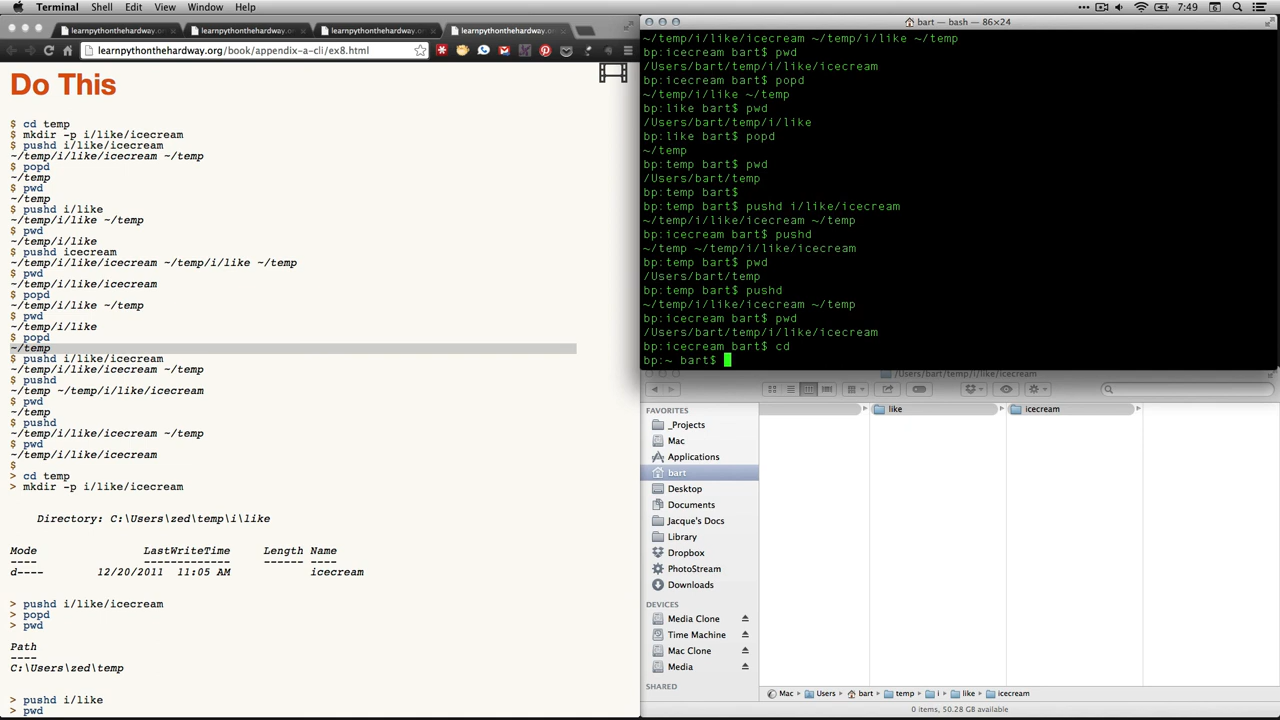 Terminal Shell Edit View Window Help 7:49
learnpythonthehardway.org/
learnpythonthehardway.org/
learnpythonthehardway.org/
learnpythonthehardway.or
learnpythonthehardway.org/book/appendix-a-cli/ex8.html
Do This
$ cd temp
$ mkdir -p i/like/icecream
$ pushd i/like/icecream
~/temp/i/like/icecream ~/temp
$ popd
~/temp
$ pwd
~/temp
$ pushd i/like
~/temp/i/like ~/temp
$ pwd
~/temp/i/like
$ pushd icecream
~/temp/i/like/icecream ~/temp/i/like ~/temp
$ pwd
~/temp/i/like/icecream
$ popd
~/temp/i/like ~/temp
$ pwd
~/temp/i/like
$ popd
~/temp
$ pushd i/like/icecream
~/temp/i/like/icecream ~/temp
$ pushd
~/temp ~/temp/i/like/icecream
$ pwd
~/temp
$ pushd
~/temp/i/like/icecream ~/temp
$ pwd
~/temp/i/like/icecream
$
> cd temp
> mkdir -p i/like/icecream
Directory: C:\Users\zed\temp\i\like
Mode LastWriteTime Length Name
---- ------------- ------ ----
d---- 12/20/2011 11:05 AM icecream
> pushd i/like/icecream
> popd
> pwd
Path
----
C:\Users\zed\temp
> pushd i/like
> pwd
bart — bash — 86×24
~/temp/i/like/icecream ~/temp/i/like ~/temp
bp:icecream bart$ pwd
/Users/bart/temp/i/like/icecream
bp:icecream bart$ popd
~/temp/i/like ~/temp
bp:like bart$ pwd
/Users/bart/temp/i/like
bp:like bart$ popd
~/temp
bp:temp bart$ pwd
/Users/bart/temp
bp:temp bart$
bp:temp bart$ pushd i/like/icecream
~/temp/i/like/icecream ~/temp
bp:icecream bart$ pushd
~/temp ~/temp/i/like/icecream
bp:temp bart$ pwd
/Users/bart/temp
bp:temp bart$ pushd
~/temp/i/like/icecream ~/temp
bp:icecream bart$ pwd
/Users/bart/temp/i/like/icecream
bp:icecream bart$ cd
bp:~ bart$
/Users/bart/temp/i/like/icecream
FAVORITES
_Projects
Mac
Applications
bart
Desktop
Documents
Jacque's Docs
Library
Dropbox
PhotoStream
Downloads
DEVICES
Media Clone
Time Machine
Mac Clone
Media
SHARED
like
icecream
Mac Users bart temp i like icecream
0 items, 50.28 GB available